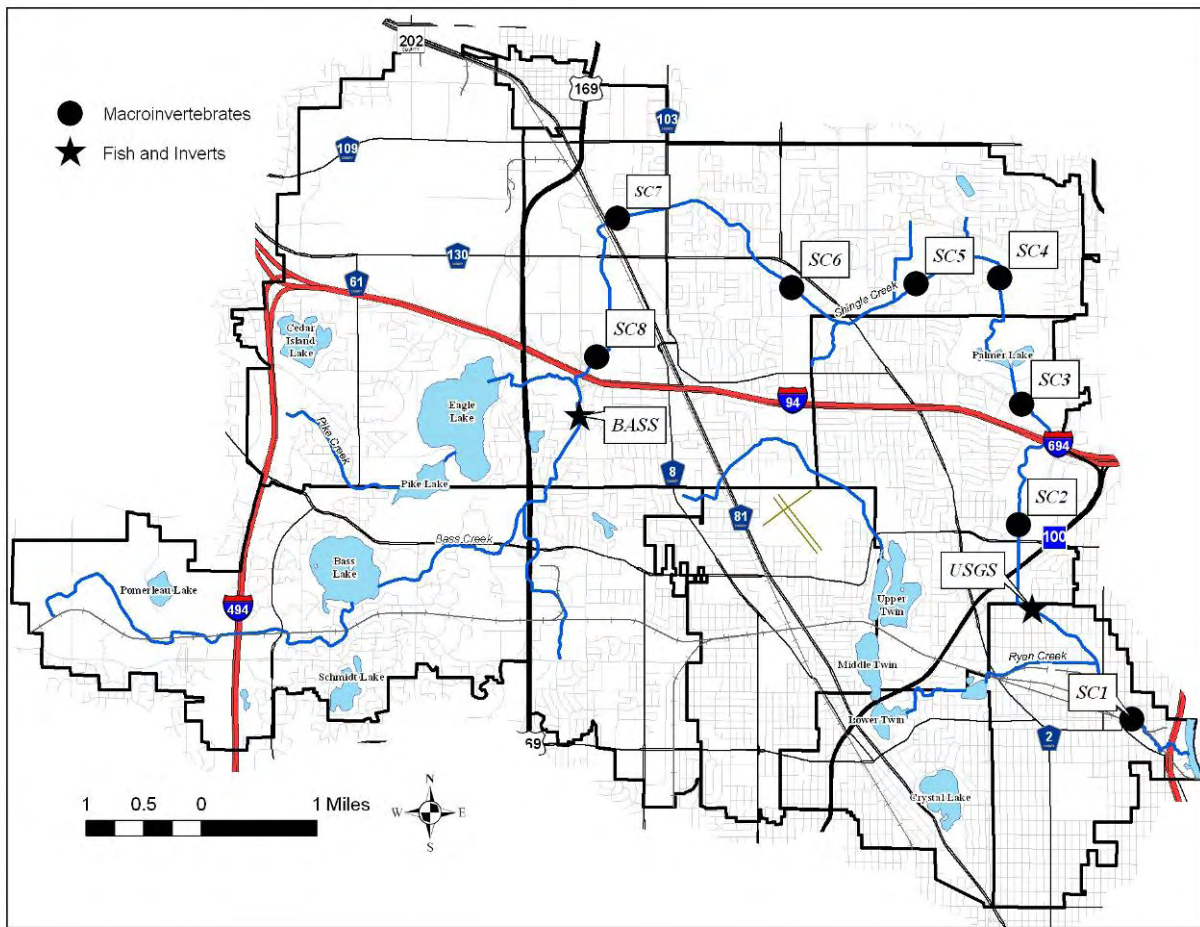 202
169
Macroinvertebrates
103
Fish and Inverts
109
SC7
130
SC6
SC5
SC4
61
Shingle Creek
Cedar
Island
Lake
SC8
Palmer Lake
SC3
Eagle
Lake
94
BASS
Pike Creek
694
8
Pike Lake
SC2
81
Bass Creek
100
Bass
Lake
USGS
Pomerleau Lake
Upper
Twin
494
Middle Twin
Ryan Creek
Schmidt Lake
SC1
Lower Twin
69
2
Crystal Lake
1 0.5 0 1 Miles
N
W E
S